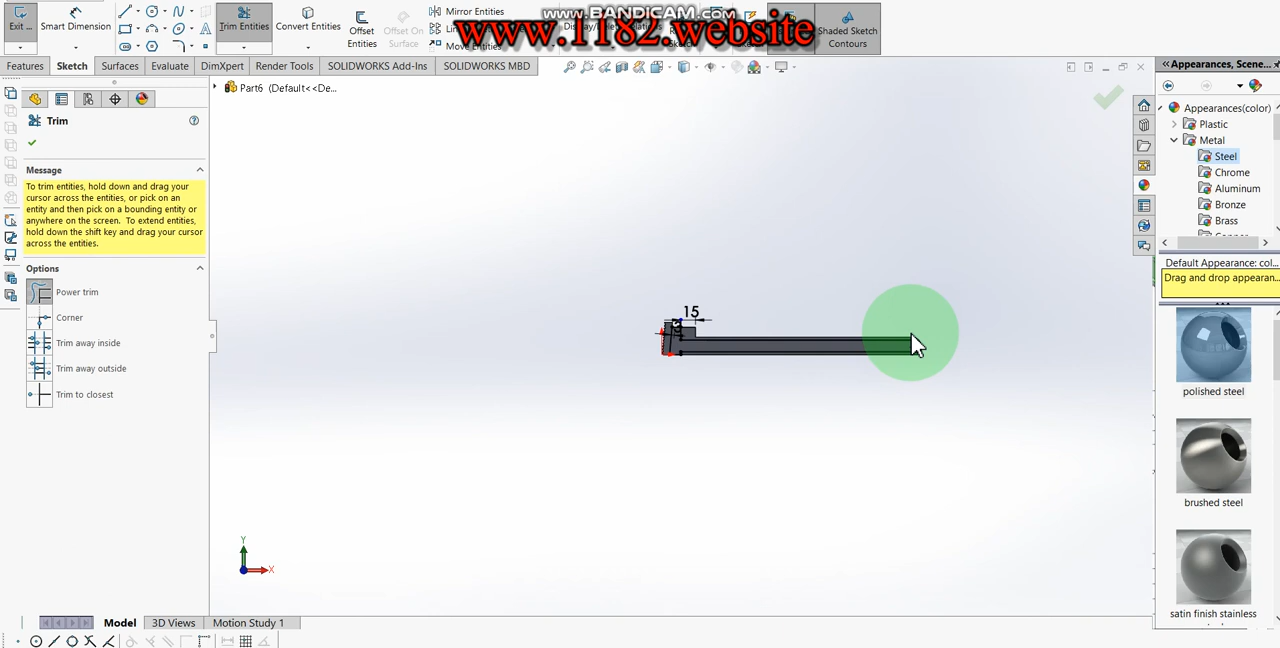 www.BANDICAM.com
www.1182.website
Exit ...
Smart Dimension
Trim Entities
Convert Entities
Offset
Entities
Offset On
Surface
Mirror Entities
Move Entities
Shaded Sketch
Contours
Features
Sketch
Surfaces
Evaluate
DimXpert
Render Tools
SOLIDWORKS Add-Ins
SOLIDWORKS MBD
Part6 (Default<<De...
Trim
Message
To trim entities, hold down and drag your
cursor across the entities, or pick on an
entity and then pick on a bounding entity or
anywhere on the screen. To extend entities,
hold down the shift key and drag your cursor
across the entities.
Options
Power trim
Corner
Trim away inside
Trim away outside
Trim to closest
15
Y
X
Model
3D Views
Motion Study 1
Appearances, Scene...
Appearances(color)
Plastic
Metal
Steel
Chrome
Aluminum
Bronze
Brass
Default Appearance: col...
Drag and drop appearan...
polished steel
brushed steel
satin finish stainless